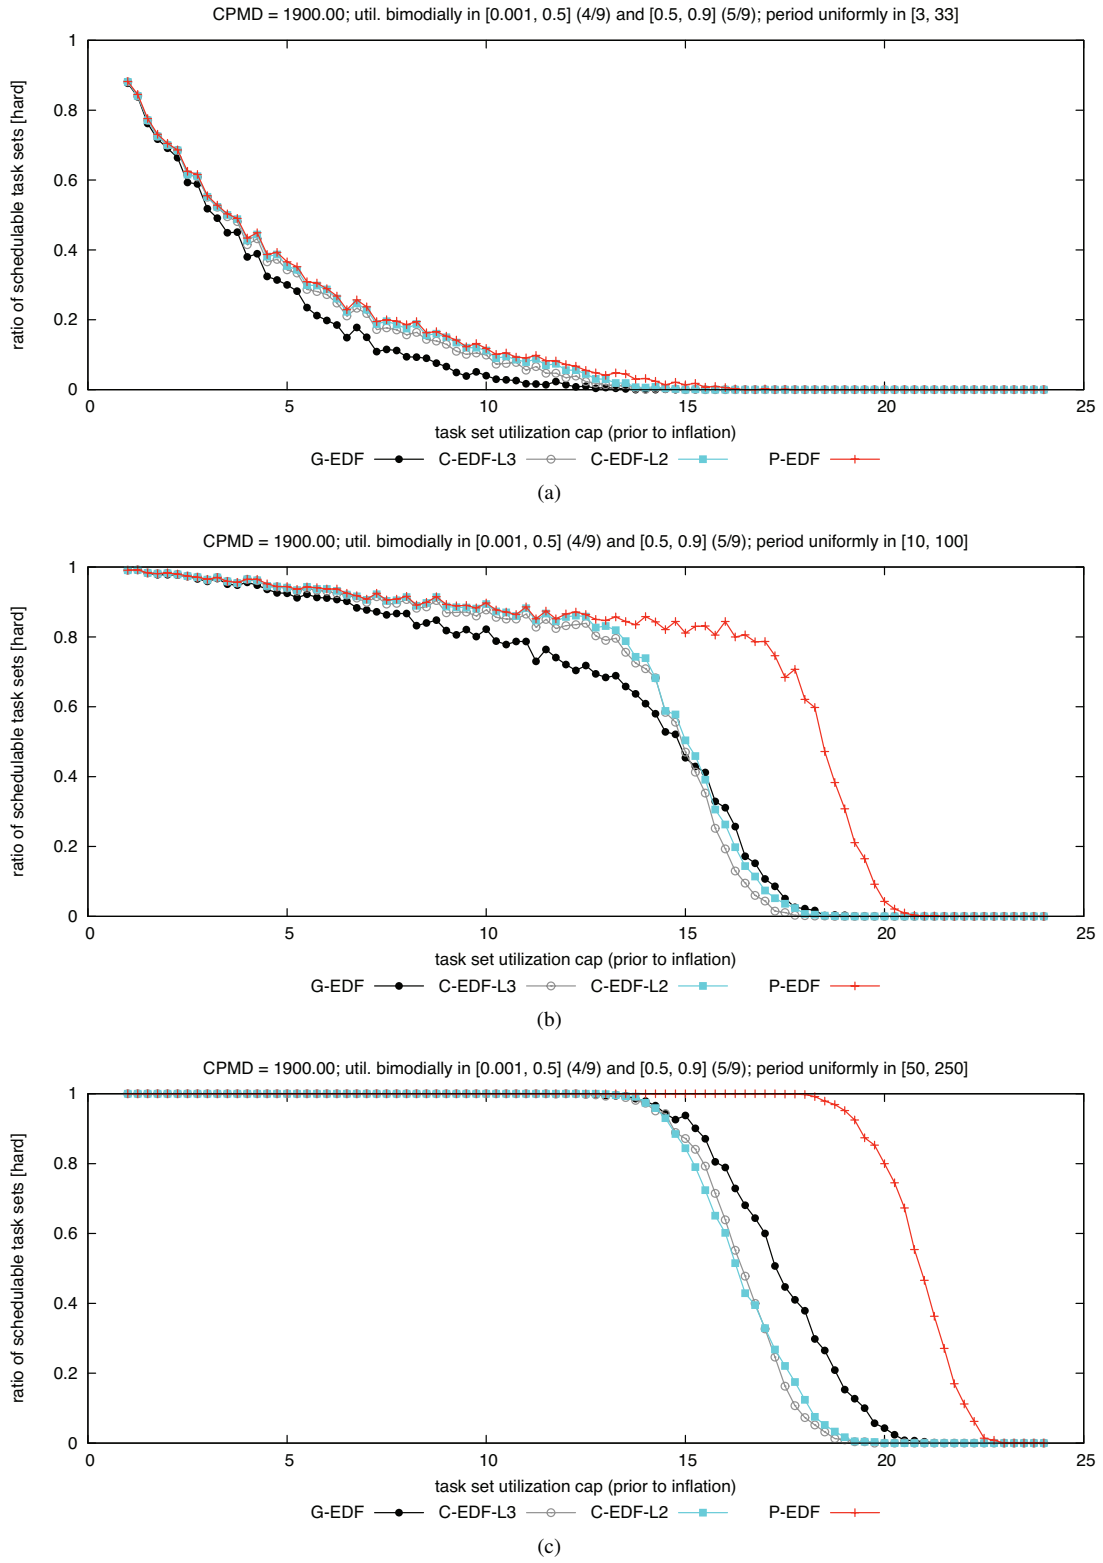 CPMD = 1900.00; util. bimodially in [0.001, 0.5] (4/9) and [0.5, 0.9] (5/9); period uniformly in [3, 33]
1
0.8
0.6
0.4
0.2
0
ratio of schedulable task sets [hard]
0 5 10 15 20 25
task set utilization cap (prior to inflation)
G-EDF C-EDF-L3 C-EDF-L2 P-EDF
(a)
CPMD = 1900.00; util. bimodially in [0.001, 0.5] (4/9) and [0.5, 0.9] (5/9); period uniformly in [10, 100]
1
0.8
0.6
0.4
0.2
0
ratio of schedulable task sets [hard]
0 5 10 15 20 25
task set utilization cap (prior to inflation)
G-EDF C-EDF-L3 C-EDF-L2 P-EDF
(b)
CPMD = 1900.00; util. bimodially in [0.001, 0.5] (4/9) and [0.5, 0.9] (5/9); period uniformly in [50, 250]
1
0.8
0.6
0.4
0.2
0
ratio of schedulable task sets [hard]
0 5 10 15 20 25
task set utilization cap (prior to inflation)
G-EDF C-EDF-L3 C-EDF-L2 P-EDF
(c)